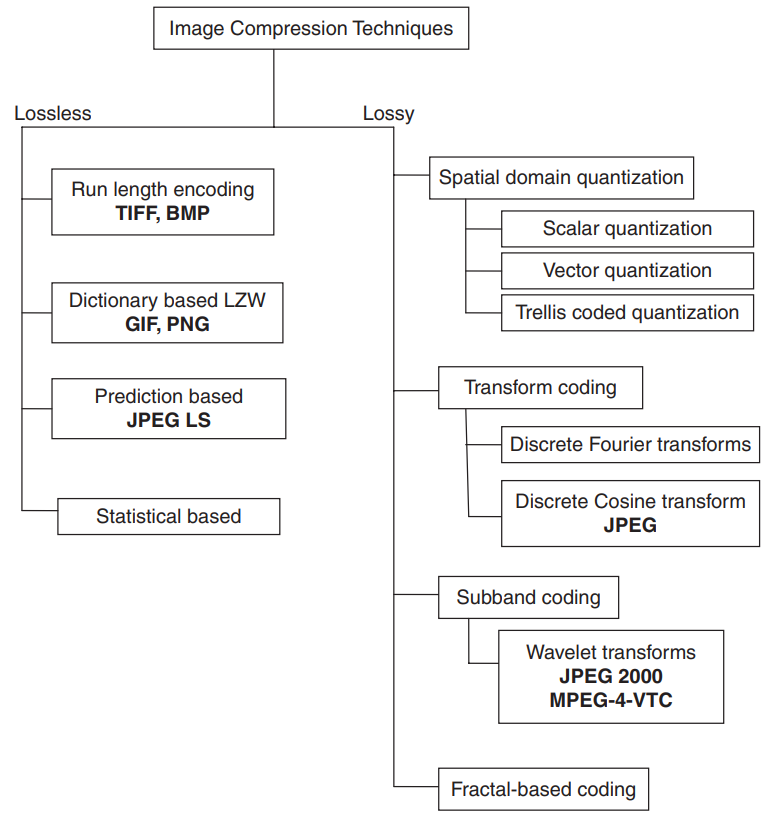 Image Compression Techniques
Lossless
Lossy
Run length encoding
TIFF, BMP
Dictionary based LZW
GIF, PNG
Prediction based
JPEG LS
Statistical based
Spatial domain quantization
Scalar quantization
Vector quantization
Trellis coded quantization
Transform coding
Discrete Fourier transforms
Discrete Cosine transform
JPEG
Subband coding
Wavelet transforms
JPEG 2000
MPEG-4-VTC
Fractal-based coding